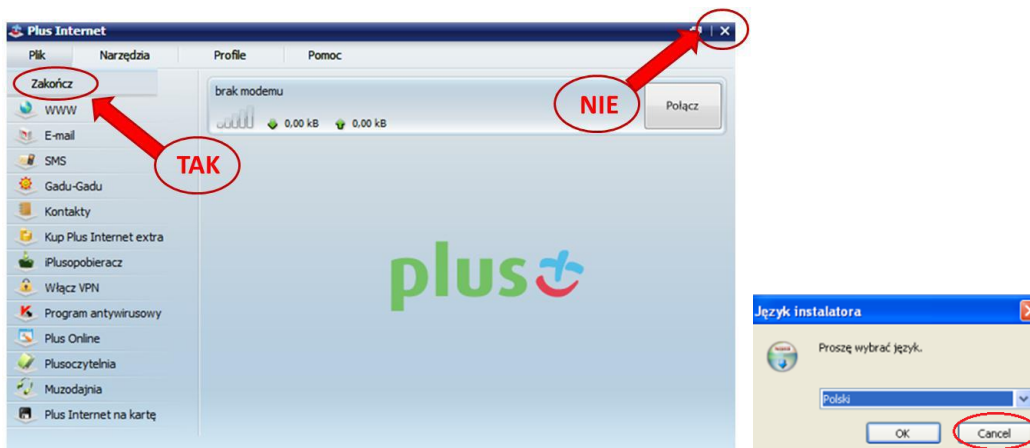 Plus Internet
Plik Narzędzia Profile Pomoc
Zakończ
WWW
E-mail
SMS
Gadu-Gadu
Kontakty
Kup Plus Internet extra
iPlusopobieracz
Włącz VPN
Program antywirusowy
Plus Online
Plusoczytelnia
Muzodajnia
Plus Internet na kartę
TAK
brak modemu
0,00 kB 0,00 kB
NIE
Połącz
plus
Język instalatora
Proszę wybrać język.
Polski
OK Cancel